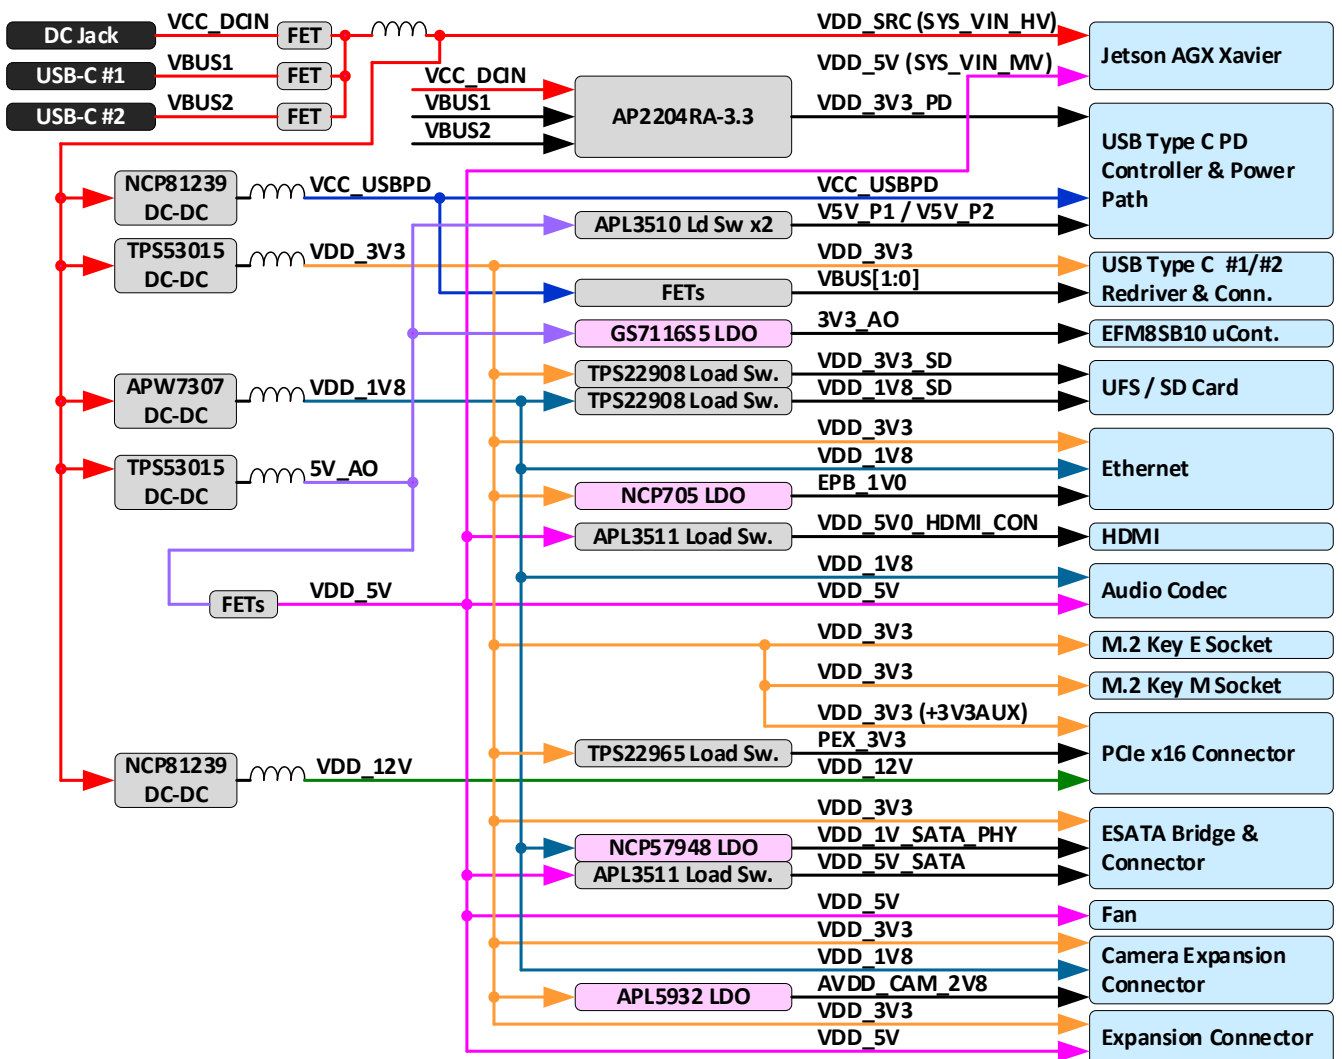 DC Jack
VCC_DCIN
FET
VDD_SRC (SYS_VIN_HV)
Jetson AGX Xavier
USB-C #1
VBUS1
FET
VDD_5V (SYS_VIN_MV)
USB-C #2
VBUS2
FET
VCC_DCIN
VBUS1
VBUS2
AP2204RA-3.3
VDD_3V3_PD
USB Type C PD
Controller & Power
Path
NCP81239
DC-DC
VCC_USBPD
VCC_USBPD
APL3510 Ld Sw x2
V5V_P1 / V5V_P2
TPS53015
DC-DC
VDD_3V3
VDD_3V3
USB Type C #1/#2
Redriver & Conn.
FETs
VBUS[1:0]
GS7116S5 LDO
3V3_AO
EFM8SB10 uCont.
TPS22908 Load Sw.
VDD_3V3_SD
UFS / SD Card
APW7307
DC-DC
VDD_1V8
TPS22908 Load Sw.
VDD_1V8_SD
VDD_3V3
Ethernet
TPS53015
DC-DC
5V_AO
VDD_1V8
NCP705 LDO
EPB_1V0
APL3511 Load Sw.
VDD_5V0_HDMI_CON
HDMI
VDD_1V8
Audio Codec
FETs
VDD_5V
VDD_5V
VDD_3V3
M.2 Key E Socket
VDD_3V3
M.2 Key M Socket
VDD_3V3 (+3V3AUX)
PCIe x16 Connector
TPS22965 Load Sw.
PEX_3V3
NCP81239
DC-DC
VDD_12V
VDD_12V
VDD_3V3
ESATA Bridge &
Connector
NCP57948 LDO
VDD_1V_SATA_PHY
APL3511 Load Sw.
VDD_5V_SATA
VDD_5V
Fan
VDD_3V3
Camera Expansion
Connector
VDD_1V8
APL5932 LDO
AVDD_CAM_2V8
VDD_3V3
Expansion Connector
VDD_5V